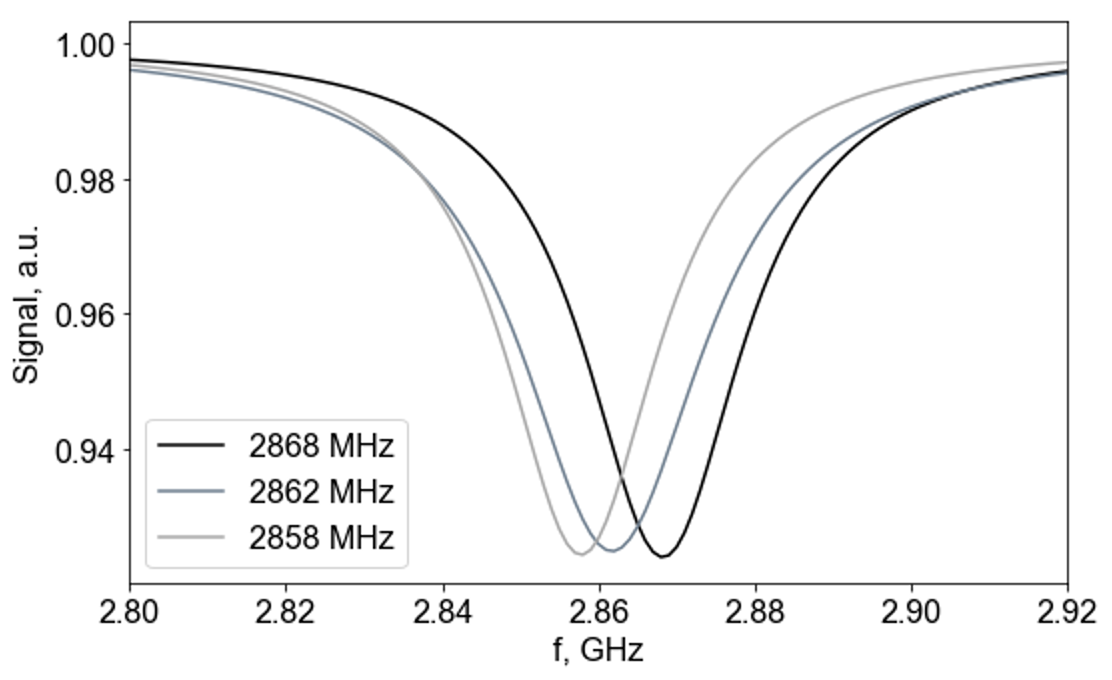 1.00
0.98
0.96
0.94
Signal, a.u.
2868 MHz
2862 MHz
2858 MHz
2.80 2.82 2.84 2.86 2.88 2.90 2.92
f, GHz